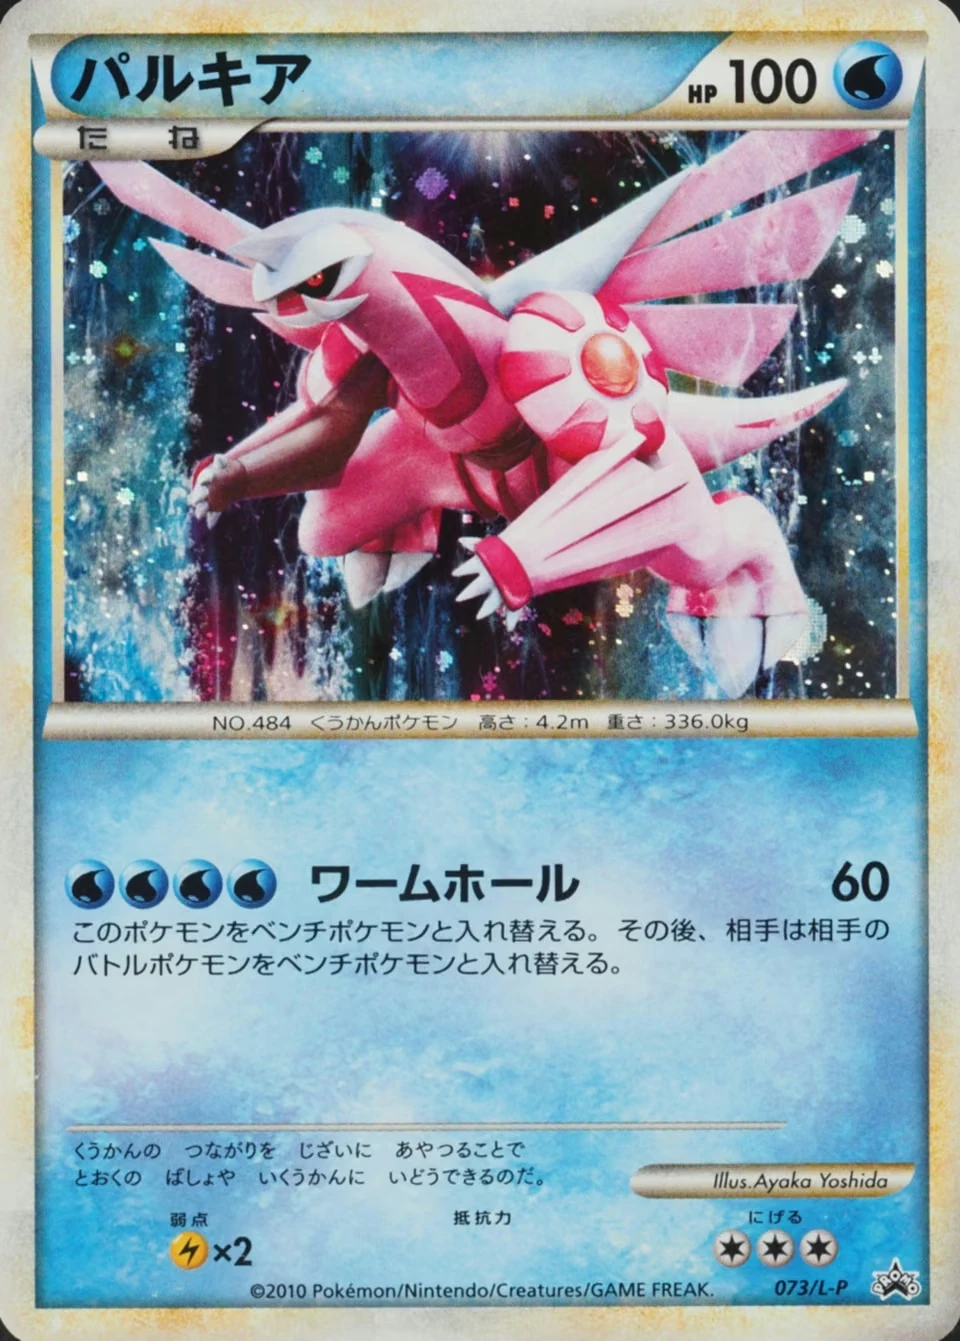 パルキア
HP 100
たね
NO.484 くうかんポケモン 高さ：4.2m 重さ：336.0kg
ワームホール 60
このポケモンをベンチポケモンと入れ替える。その後、相手は相手の
バトルポケモンをベンチポケモンと入れ替える。
くうかんの つながりを じざいに あやつることで
とおくの ばしょや いくうかんに いどうできるのだ。
Illus.Ayaka Yoshida
弱点 抵抗力 にげる
×2
©2010 Pokémon/Nintendo/Creatures/GAME FREAK.
073/L-P
PROMO